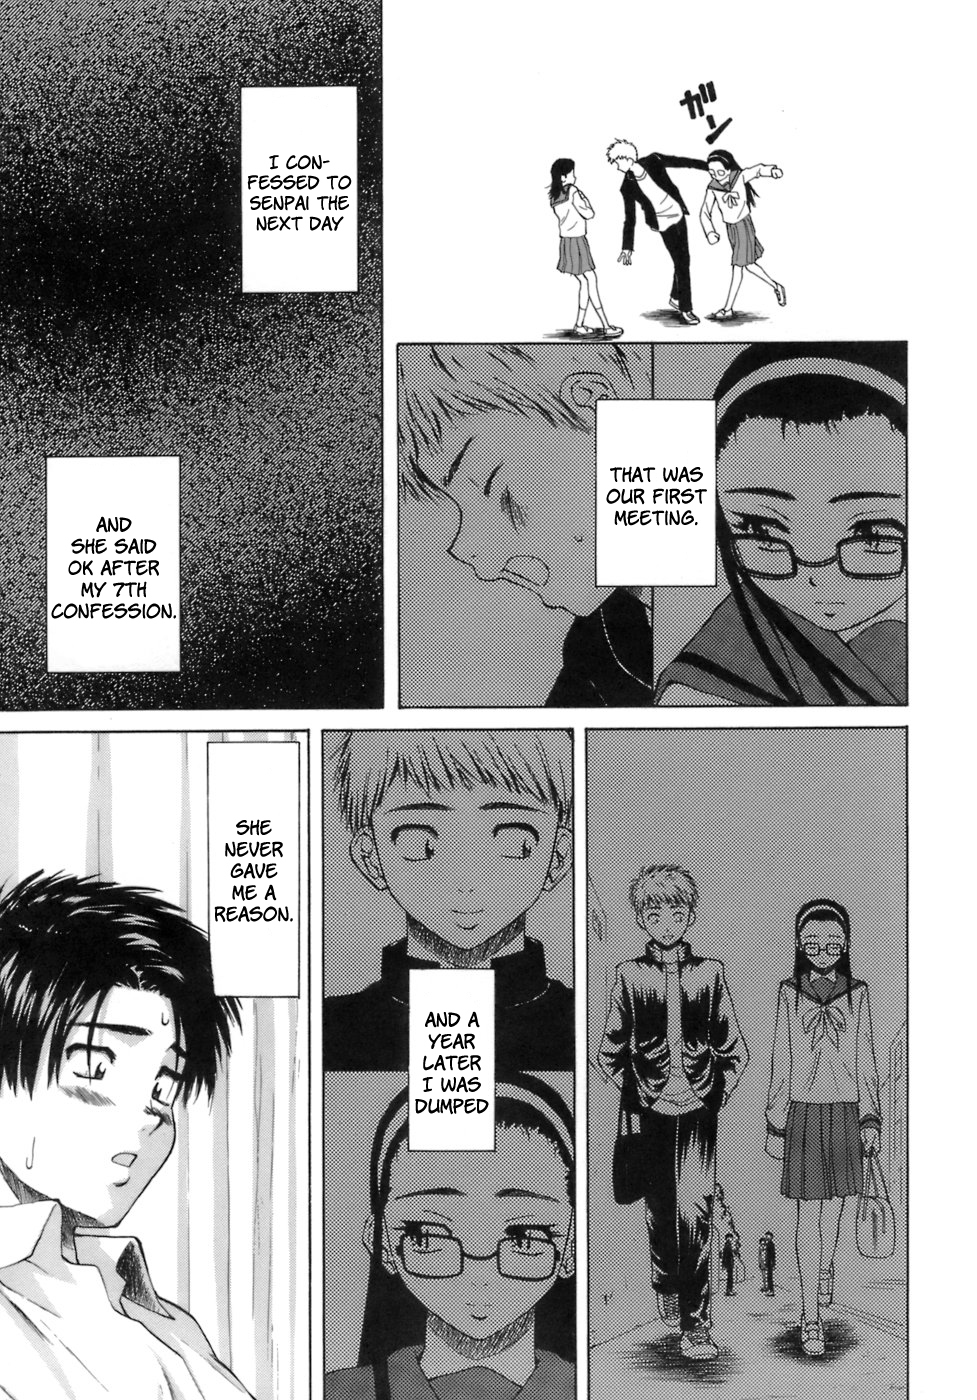 ガン
THAT WAS
OUR FIRST
MEETING.
I CON-
FESSED TO
SENPAI THE
NEXT DAY
AND
SHE SAID
OK AFTER
MY 7TH
CONFESSION.
AND A
YEAR
LATER
I WAS
DUMPED
SHE
NEVER
GAVE
ME A
REASON.